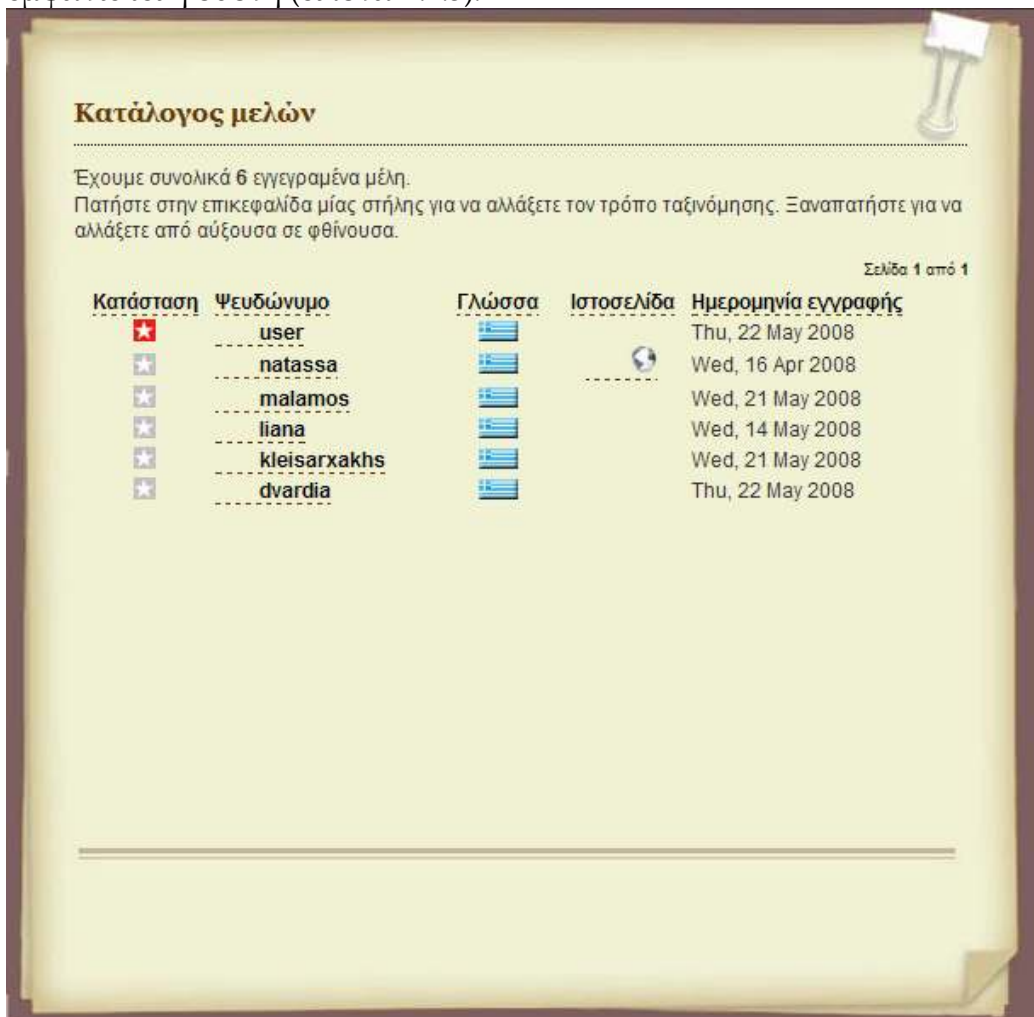 Κατάλογος μελών
Έχουμε συνολικά 6 εγγεγραμένα μέλη.
Πατήστε στην επικεφαλίδα μίας στήλης για να αλλάξετε τον τρόπο ταξινόμησης. Ξαναπατήστε για να
αλλάξετε από αύξουσα σε φθίνουσα.
Σελίδα 1 από 1
Κατάσταση Ψευδώνυμο Γλώσσα Ιστοσελίδα Ημερομηνία εγγραφής
user Thu, 22 May 2008
natassa Wed, 16 Apr 2008
malamos Wed, 21 May 2008
liana Wed, 14 May 2008
kleisarxakhs Wed, 21 May 2008
dvardia Thu, 22 May 2008